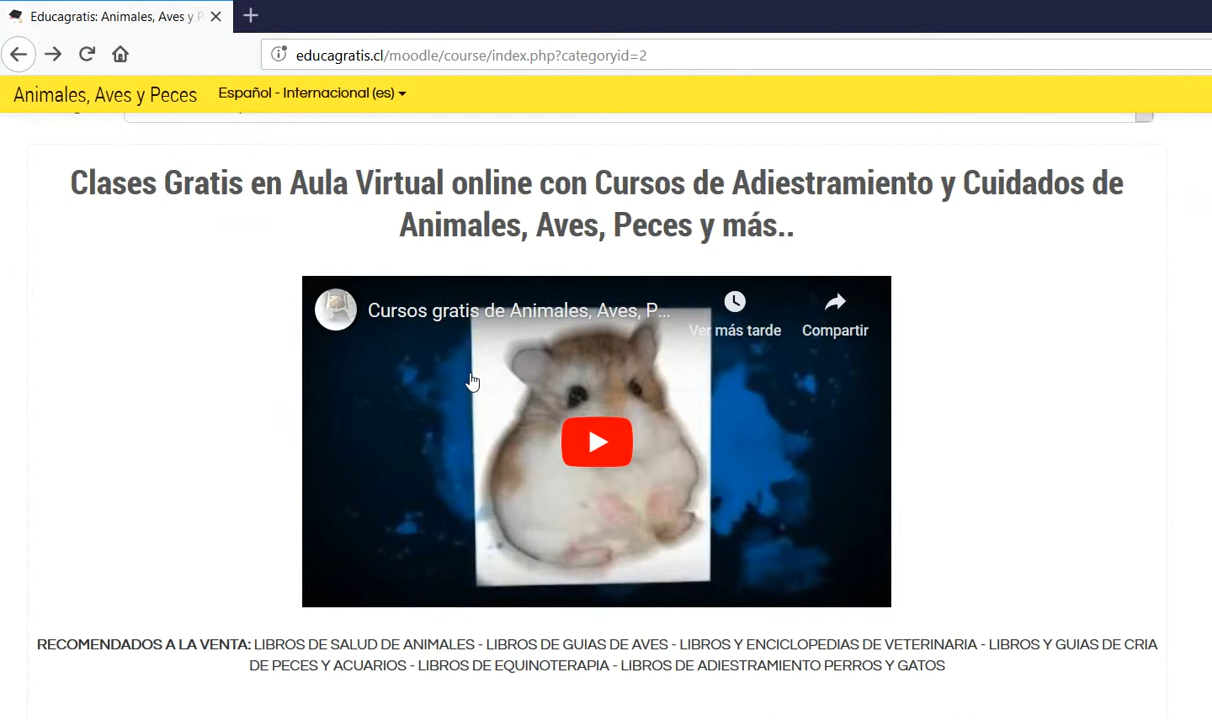 Educagratis: Animales, Aves y P
educagratis.cl/moodle/course/index.php?categoryid=2
Animales, Aves y Peces
Español - Internacional (es)
Clases Gratis en Aula Virtual online con Cursos de Adiestramiento y Cuidados de
Animales, Aves, Peces y más..
Cursos gratis de Animales, Aves, P...
Ver más tarde
Compartir
RECOMENDADOS A LA VENTA: LIBROS DE SALUD DE ANIMALES - LIBROS DE GUIAS DE AVES - LIBROS Y ENCICLOPEDIAS DE VETERINARIA - LIBROS Y GUIAS DE CRIA
DE PECES Y ACUARIOS - LIBROS DE EQUINOTERAPIA - LIBROS DE ADIESTRAMIENTO PERROS Y GATOS